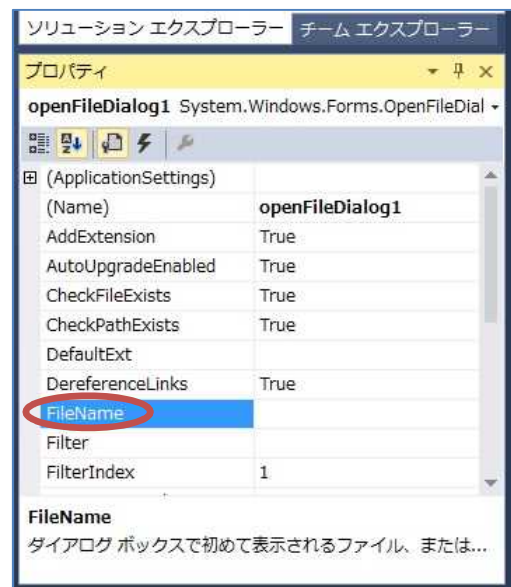 ソリューション エクスプローラー チーム エクスプローラー
プロパティ
openFileDialog1 System.Windows.Forms.OpenFileDial
(ApplicationSettings)
(Name) openFileDialog1
AddExtension True
AutoUpgradeEnabled True
CheckFileExists True
CheckPathExists True
DefaultExt
DereferenceLinks True
FileName
Filter
FilterIndex 1
FileName
ダイアログ ボックスで初めて表示されるファイル、または...